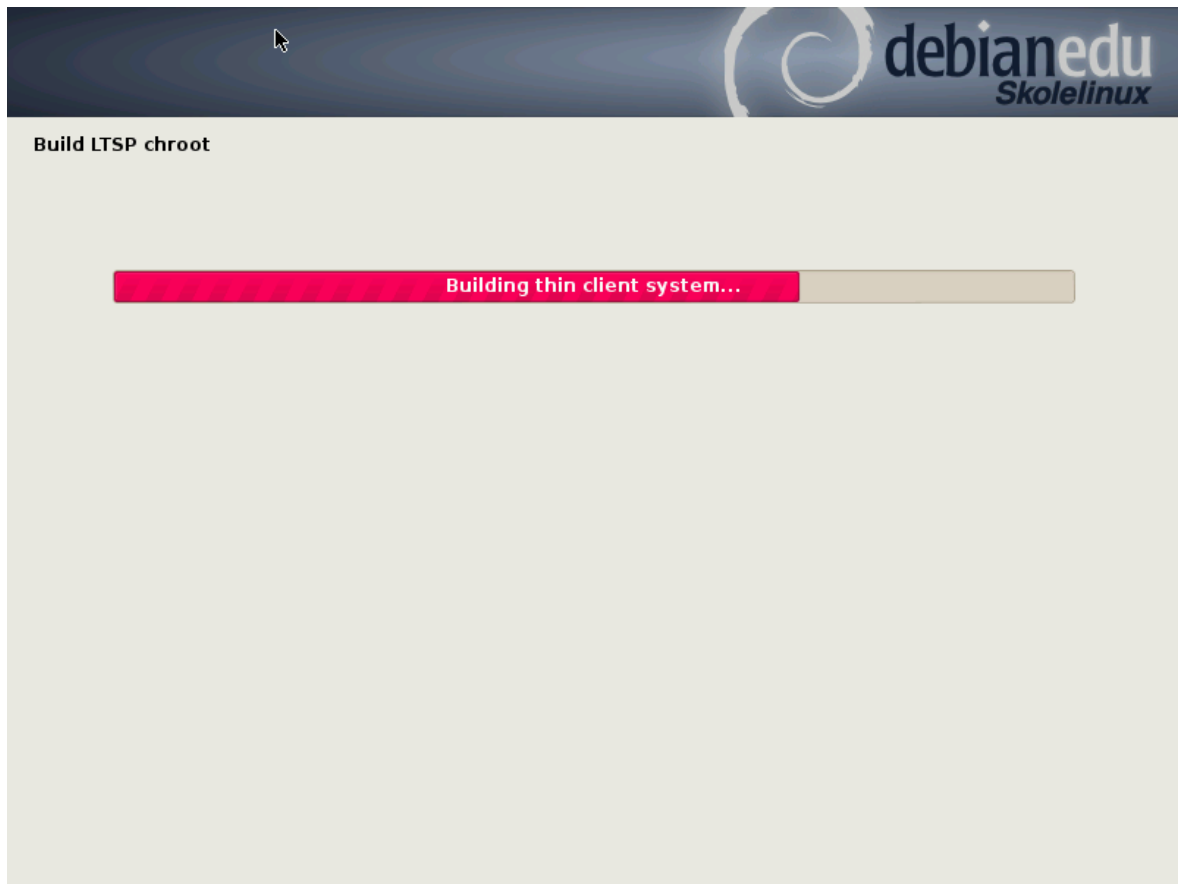 debianedu
Skolelinux
Build LTSP chroot
Building thin client system...